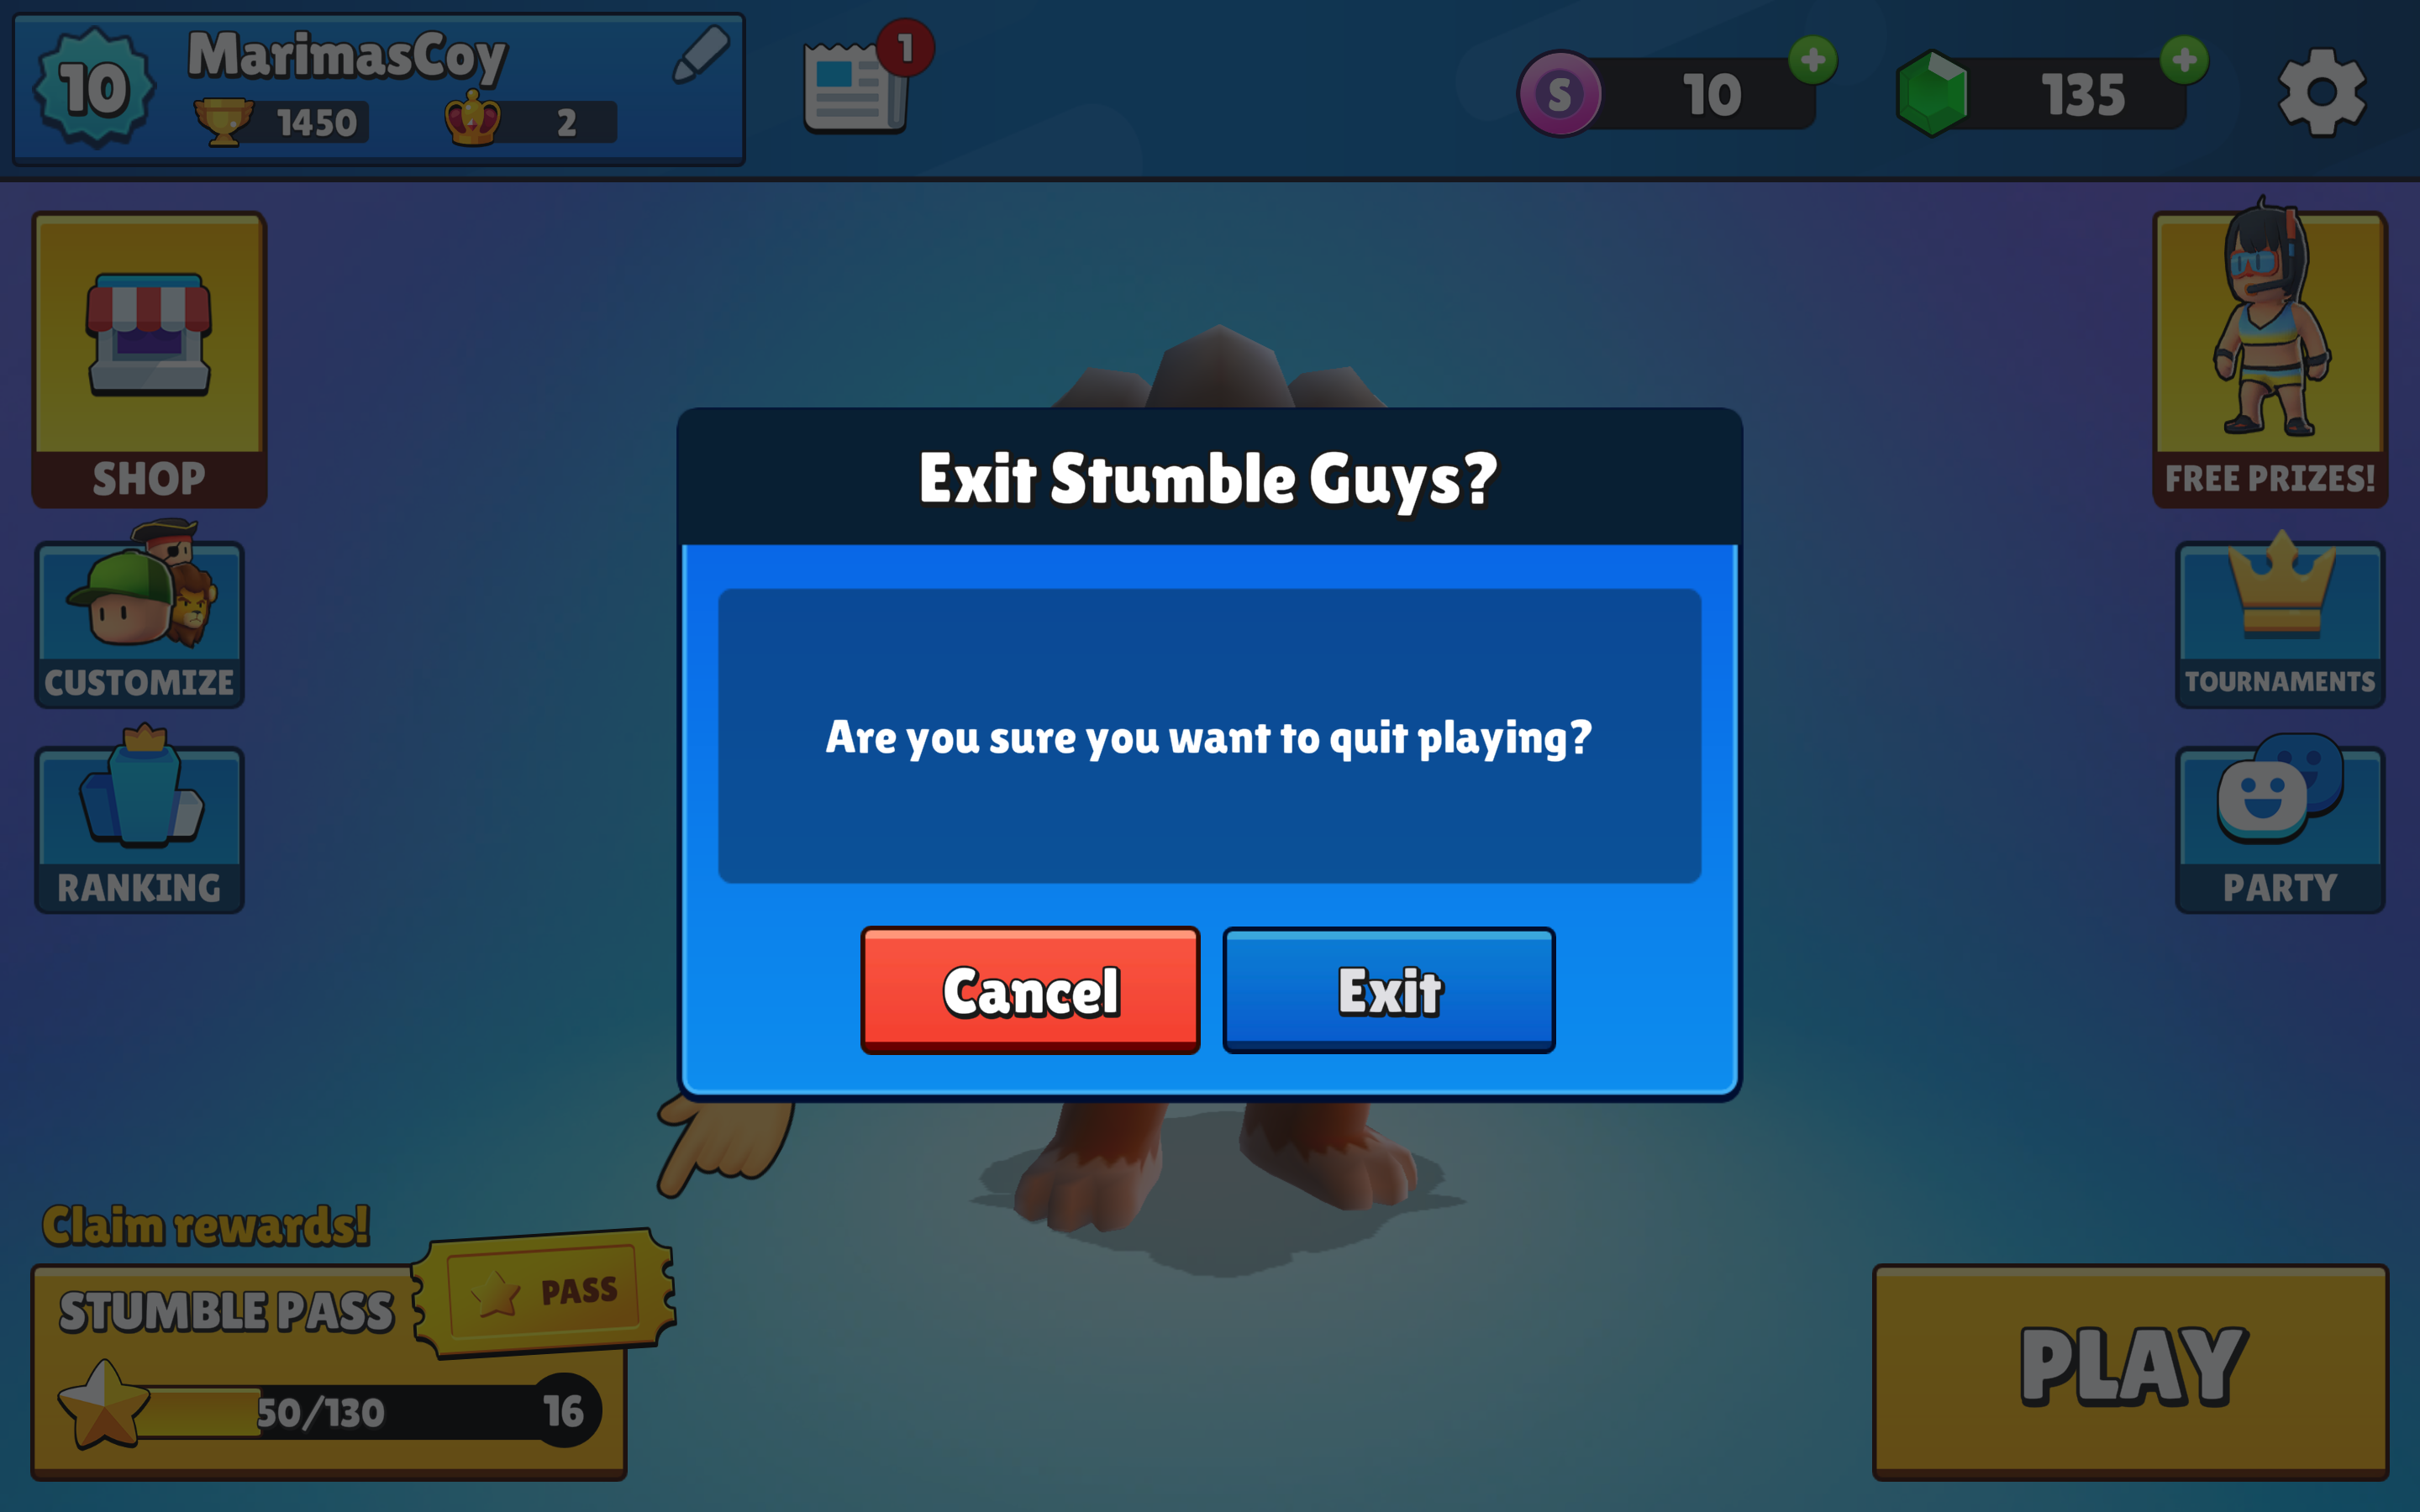 10
MarimasCoy
1450
2
1
S
10
135
SHOP
FREE PRIZES!
CUSTOMIZE
TOURNAMENTS
RANKING
PARTY
Exit Stumble Guys?
Are you sure you want to quit playing?
Cancel
Exit
Claim rewards!
STUMBLE PASS
PASS
50/130
16
PLAY